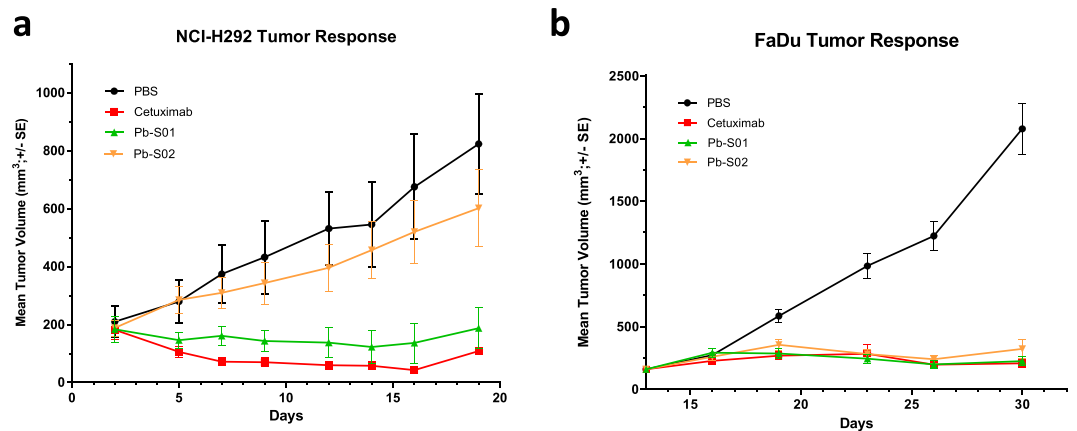 a
NCI-H292 Tumor Response
Mean Tumor Volume (mm³;+/- SE)
1000
800
600
400
200
0
PBS
Cetuximab
Pb-S01
Pb-S02
0 5 10 15 20
Days
b
FaDu Tumor Response
Mean Tumor Volume (mm³;+/- SE)
2500
2000
1500
1000
500
0
PBS
Cetuximab
Pb-S01
Pb-S02
15 20 25 30
Days